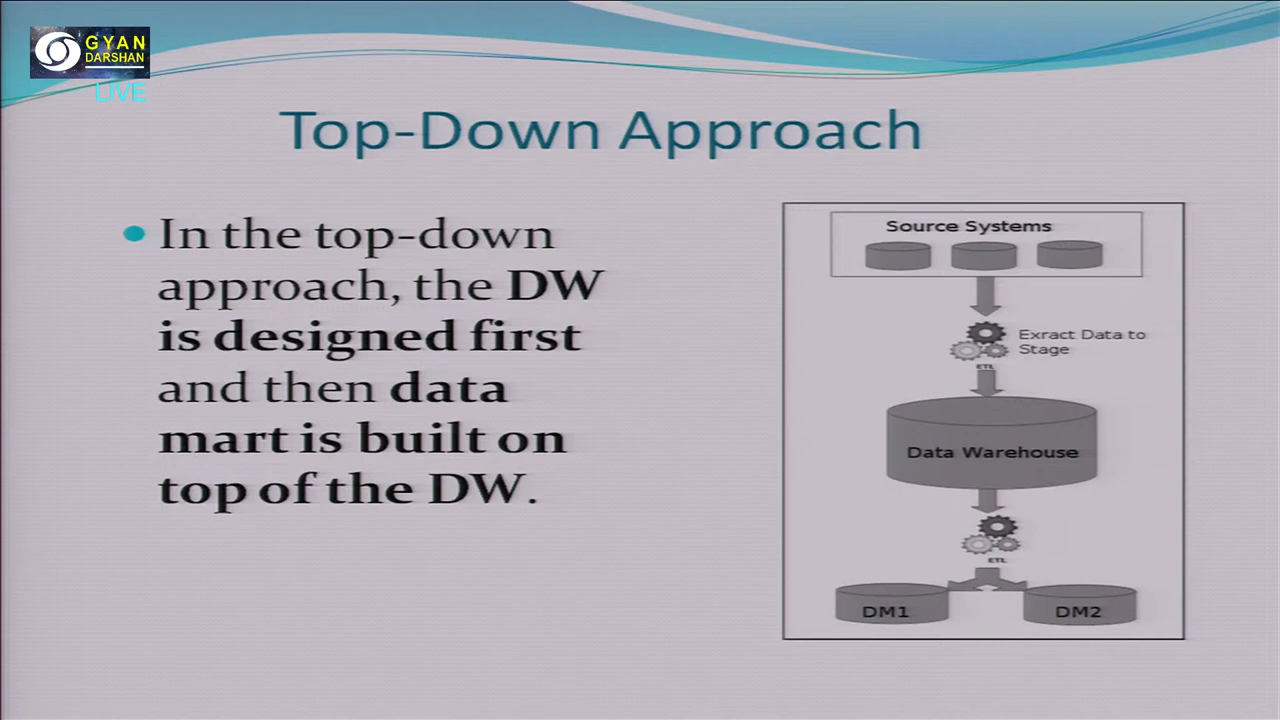 GYAN
DARSHAN
LIVE
Top-Down Approach
In the top-down
approach, the DW
is designed first
and then data
mart is built on
top of the DW.
Source Systems
Exract Data to
Stage
ETL
Data Warehouse
ETL
DM1
DM2